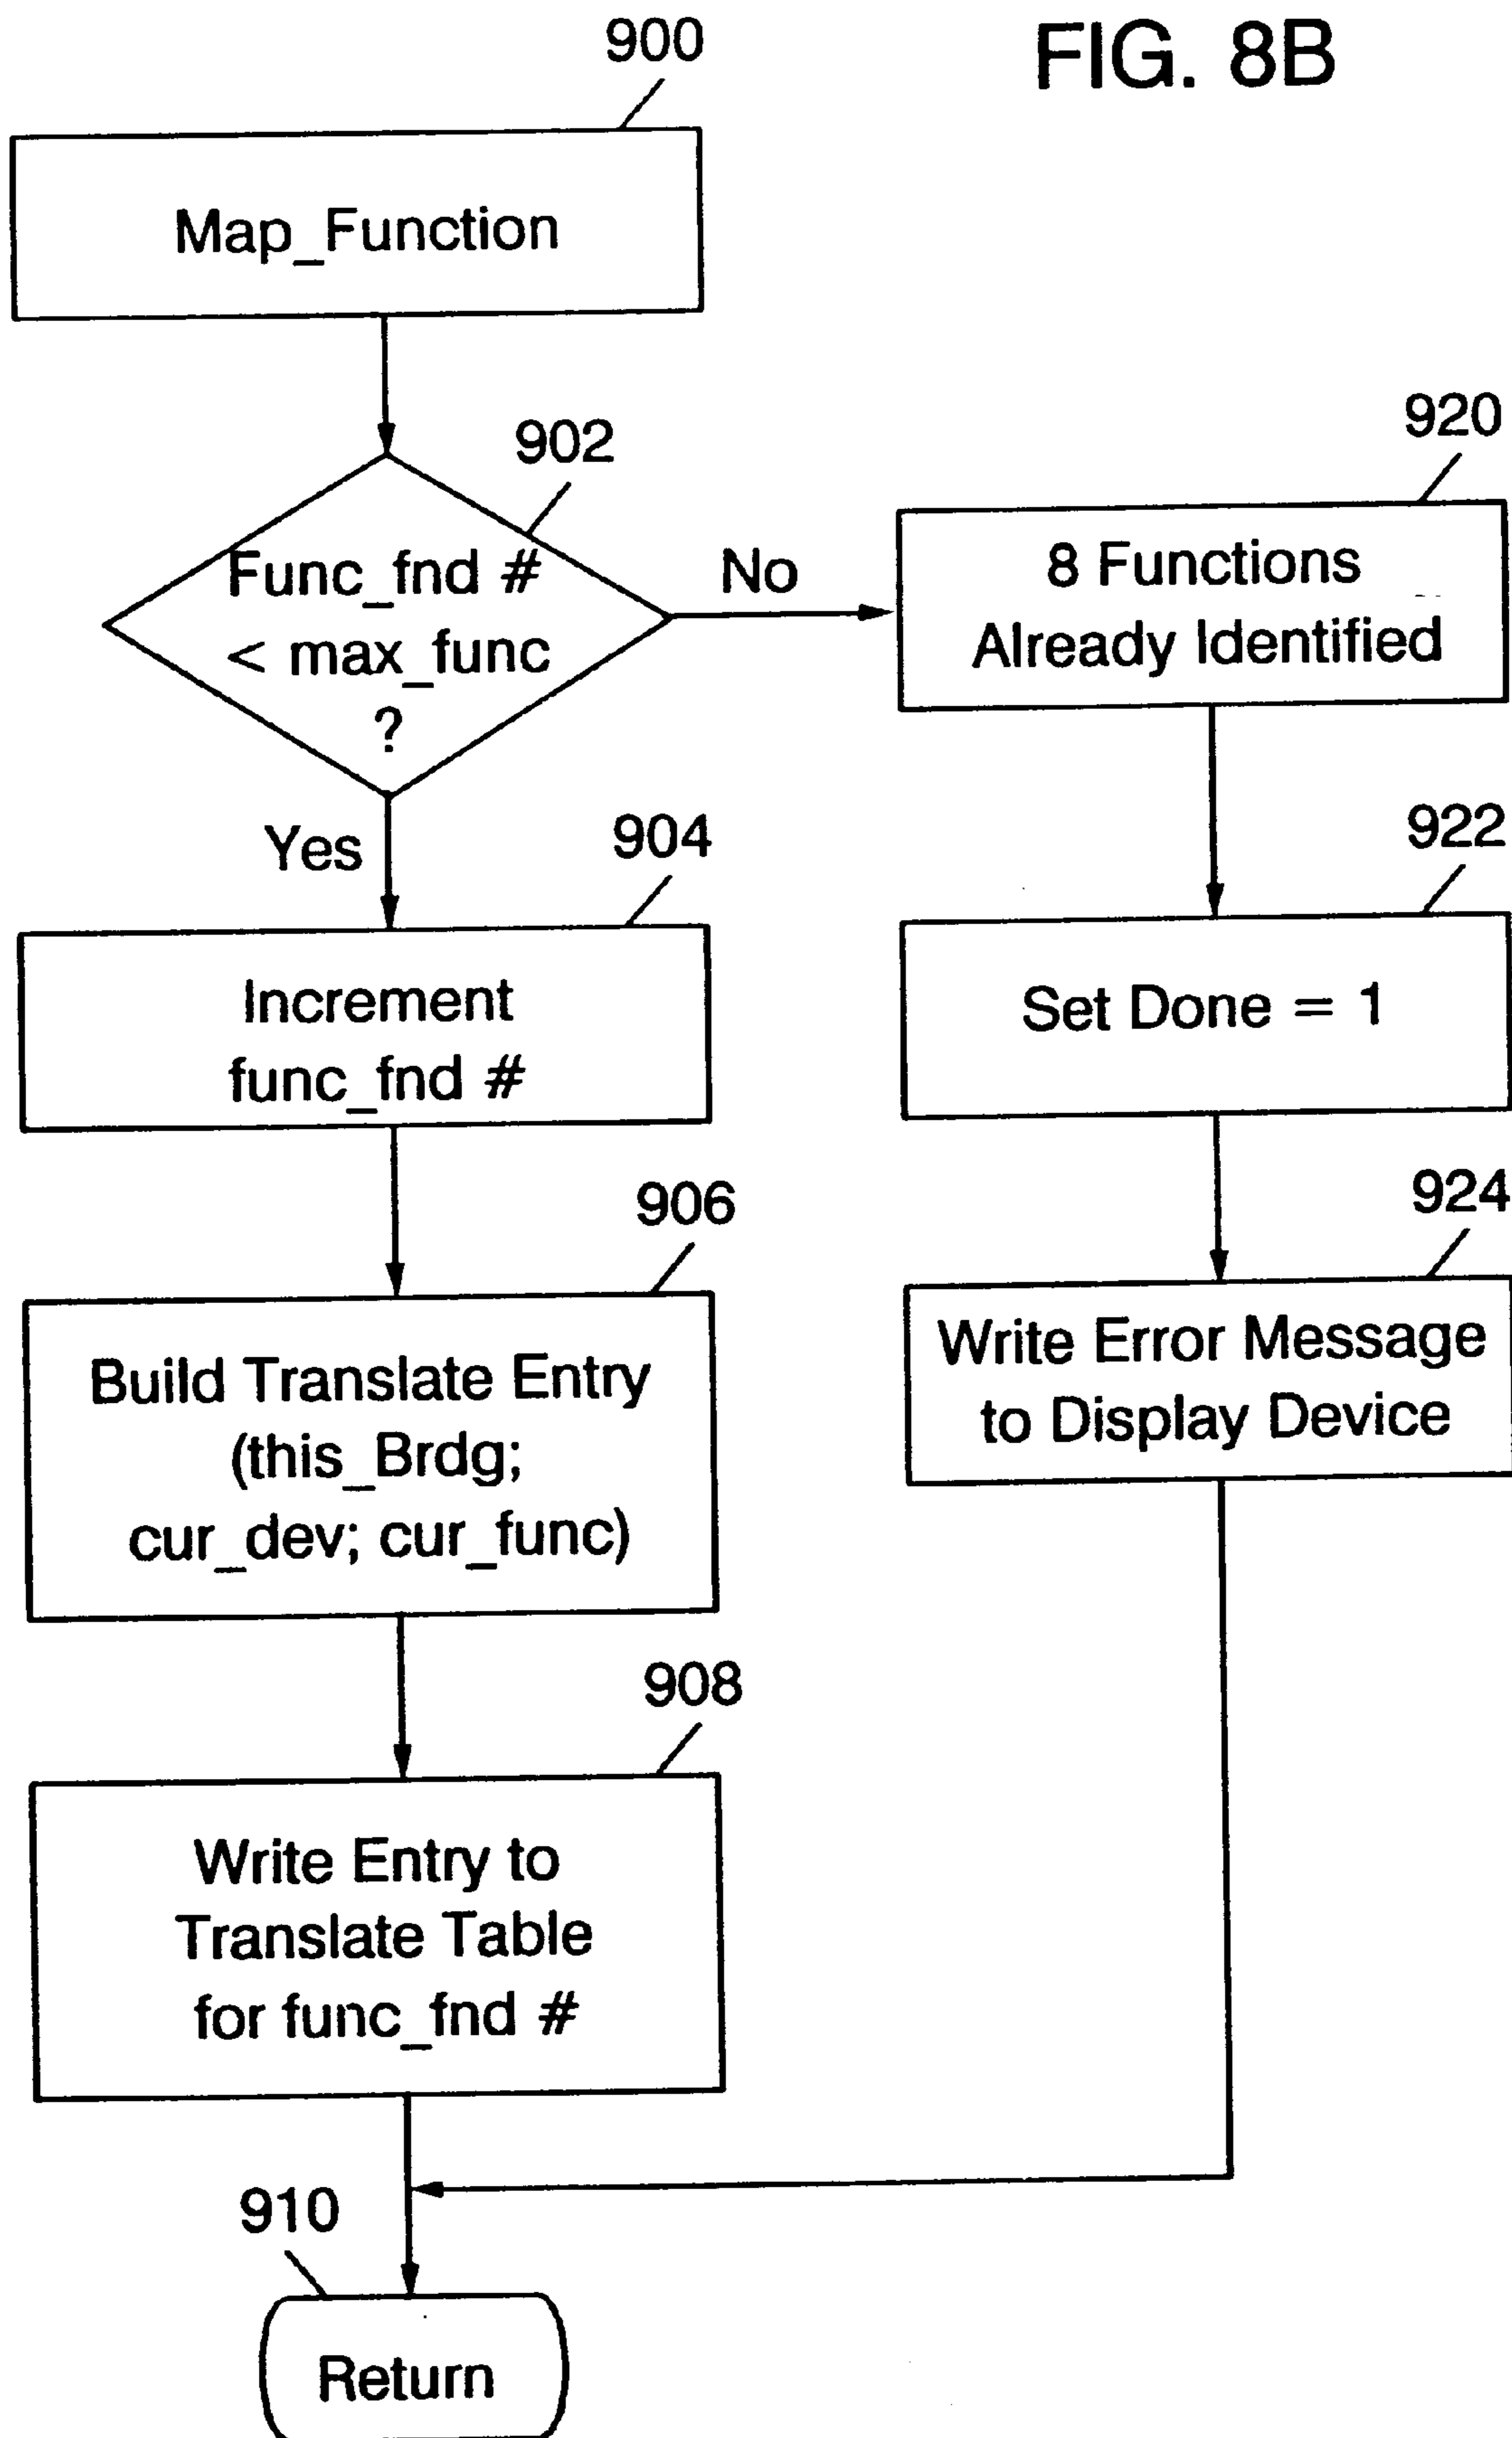 FIG. 8B
900
Map_Function
902
Func_fnd #
< max_func
?
No
Yes
920
8 Functions
Already Identified
904
Increment
func_fnd #
922
Set Done = 1
906
Build Translate Entry
(this_Brdg;
cur_dev; cur_func)
924
Write Error Message
to Display Device
908
Write Entry to
Translate Table
for func_fnd #
910
Return